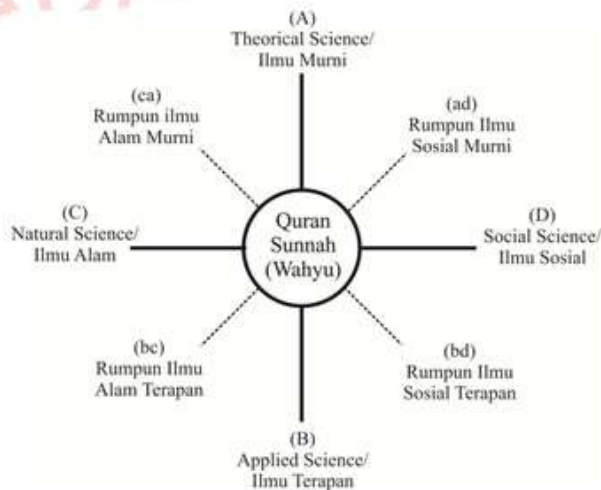 (A)
Theorical Science/
Ilmu Murni
(ca)
Rumpun ilmu
Alam Murni
(ad)
Rumpun Ilmu
Sosial Murni
(C)
Natural Science/
Ilmu Alam
Quran
Sunnah
(Wahyu)
(D)
Social Science/
Ilmu Sosial
(bc)
Rumpun Ilmu
Alam Terapan
(bd)
Rumpun Ilmu
Sosial Terapan
(B)
Applied Science/
Ilmu Terapan